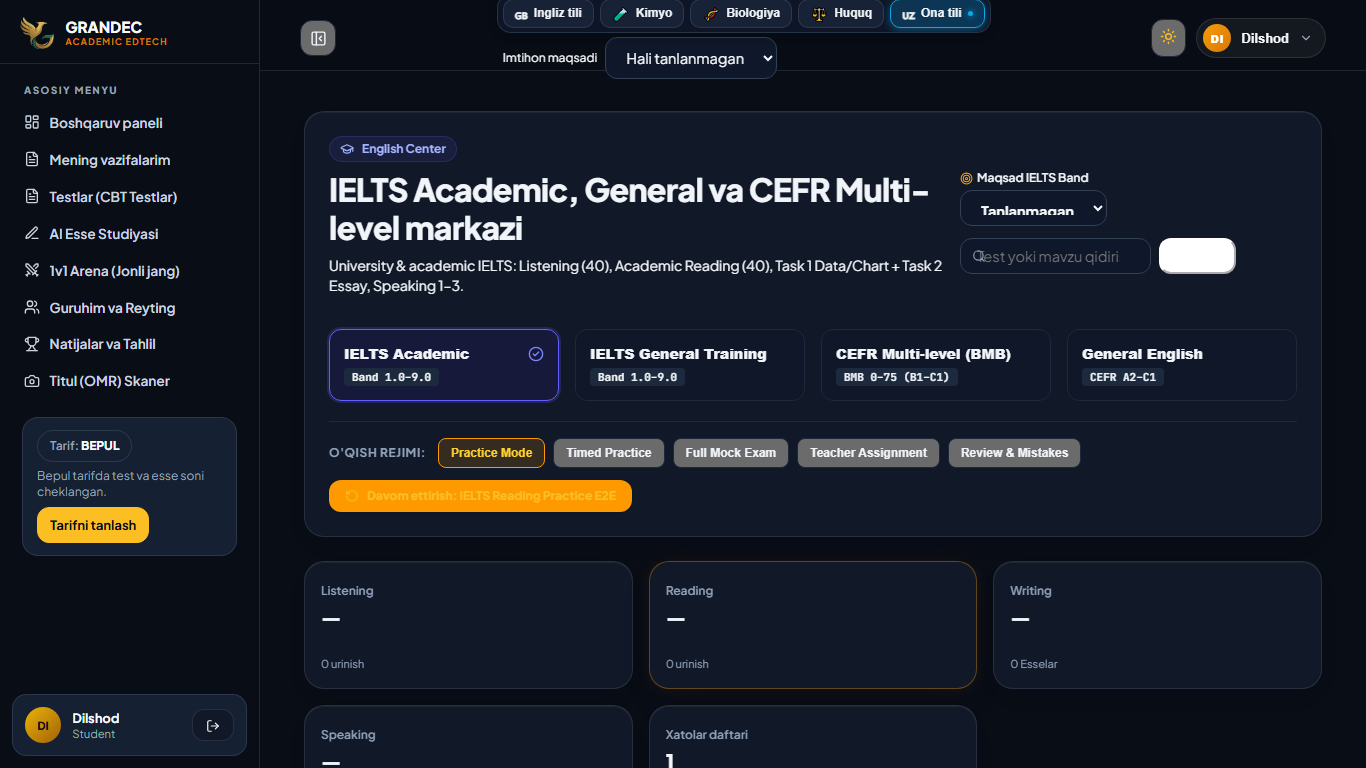 GRANDEC
ACADEMIC EDTECH
ASOSIY MENYU
Boshqaruv paneli
Mening vazifalarim
Testlar (CBT Testlar)
AI Esse Studiyasi
1v1 Arena (Jonli jang)
Guruhim va Reyting
Natijalar va Tahlil
Titul (OMR) Skaner
Tarif: BEPUL
Bepul tarifda test va esse soni
cheklangan.
Tarifni tanlash
DI
Dilshod
Student
GB Ingliz tili
Kimyo
Biologiya
Huquq
UZ Ona tili
Imtihon maqsadi
Hali tanlanmagan
DI Dilshod
English Center
IELTS Academic, General va CEFR Multi-
level markazi
University & academic IELTS: Listening (40), Academic Reading (40), Task 1 Data/Chart + Task 2
Essay, Speaking 1–3.
Maqsad IELTS Band
Tanlanmagan
Test yoki mavzu qidiri
IELTS Academic
Band 1.0–9.0
IELTS General Training
Band 1.0–9.0
CEFR Multi-level (BMB)
BMB 0–75 (B1–C1)
General English
CEFR A2–C1
O'QISH REJIMI:
Practice Mode
Timed Practice
Full Mock Exam
Teacher Assignment
Review & Mistakes
Davom ettirish: IELTS Reading Practice E2E
Listening
—
0 urinish
Reading
—
0 urinish
Writing
—
0 Esselar
Speaking
—
Xatolar daftari
1